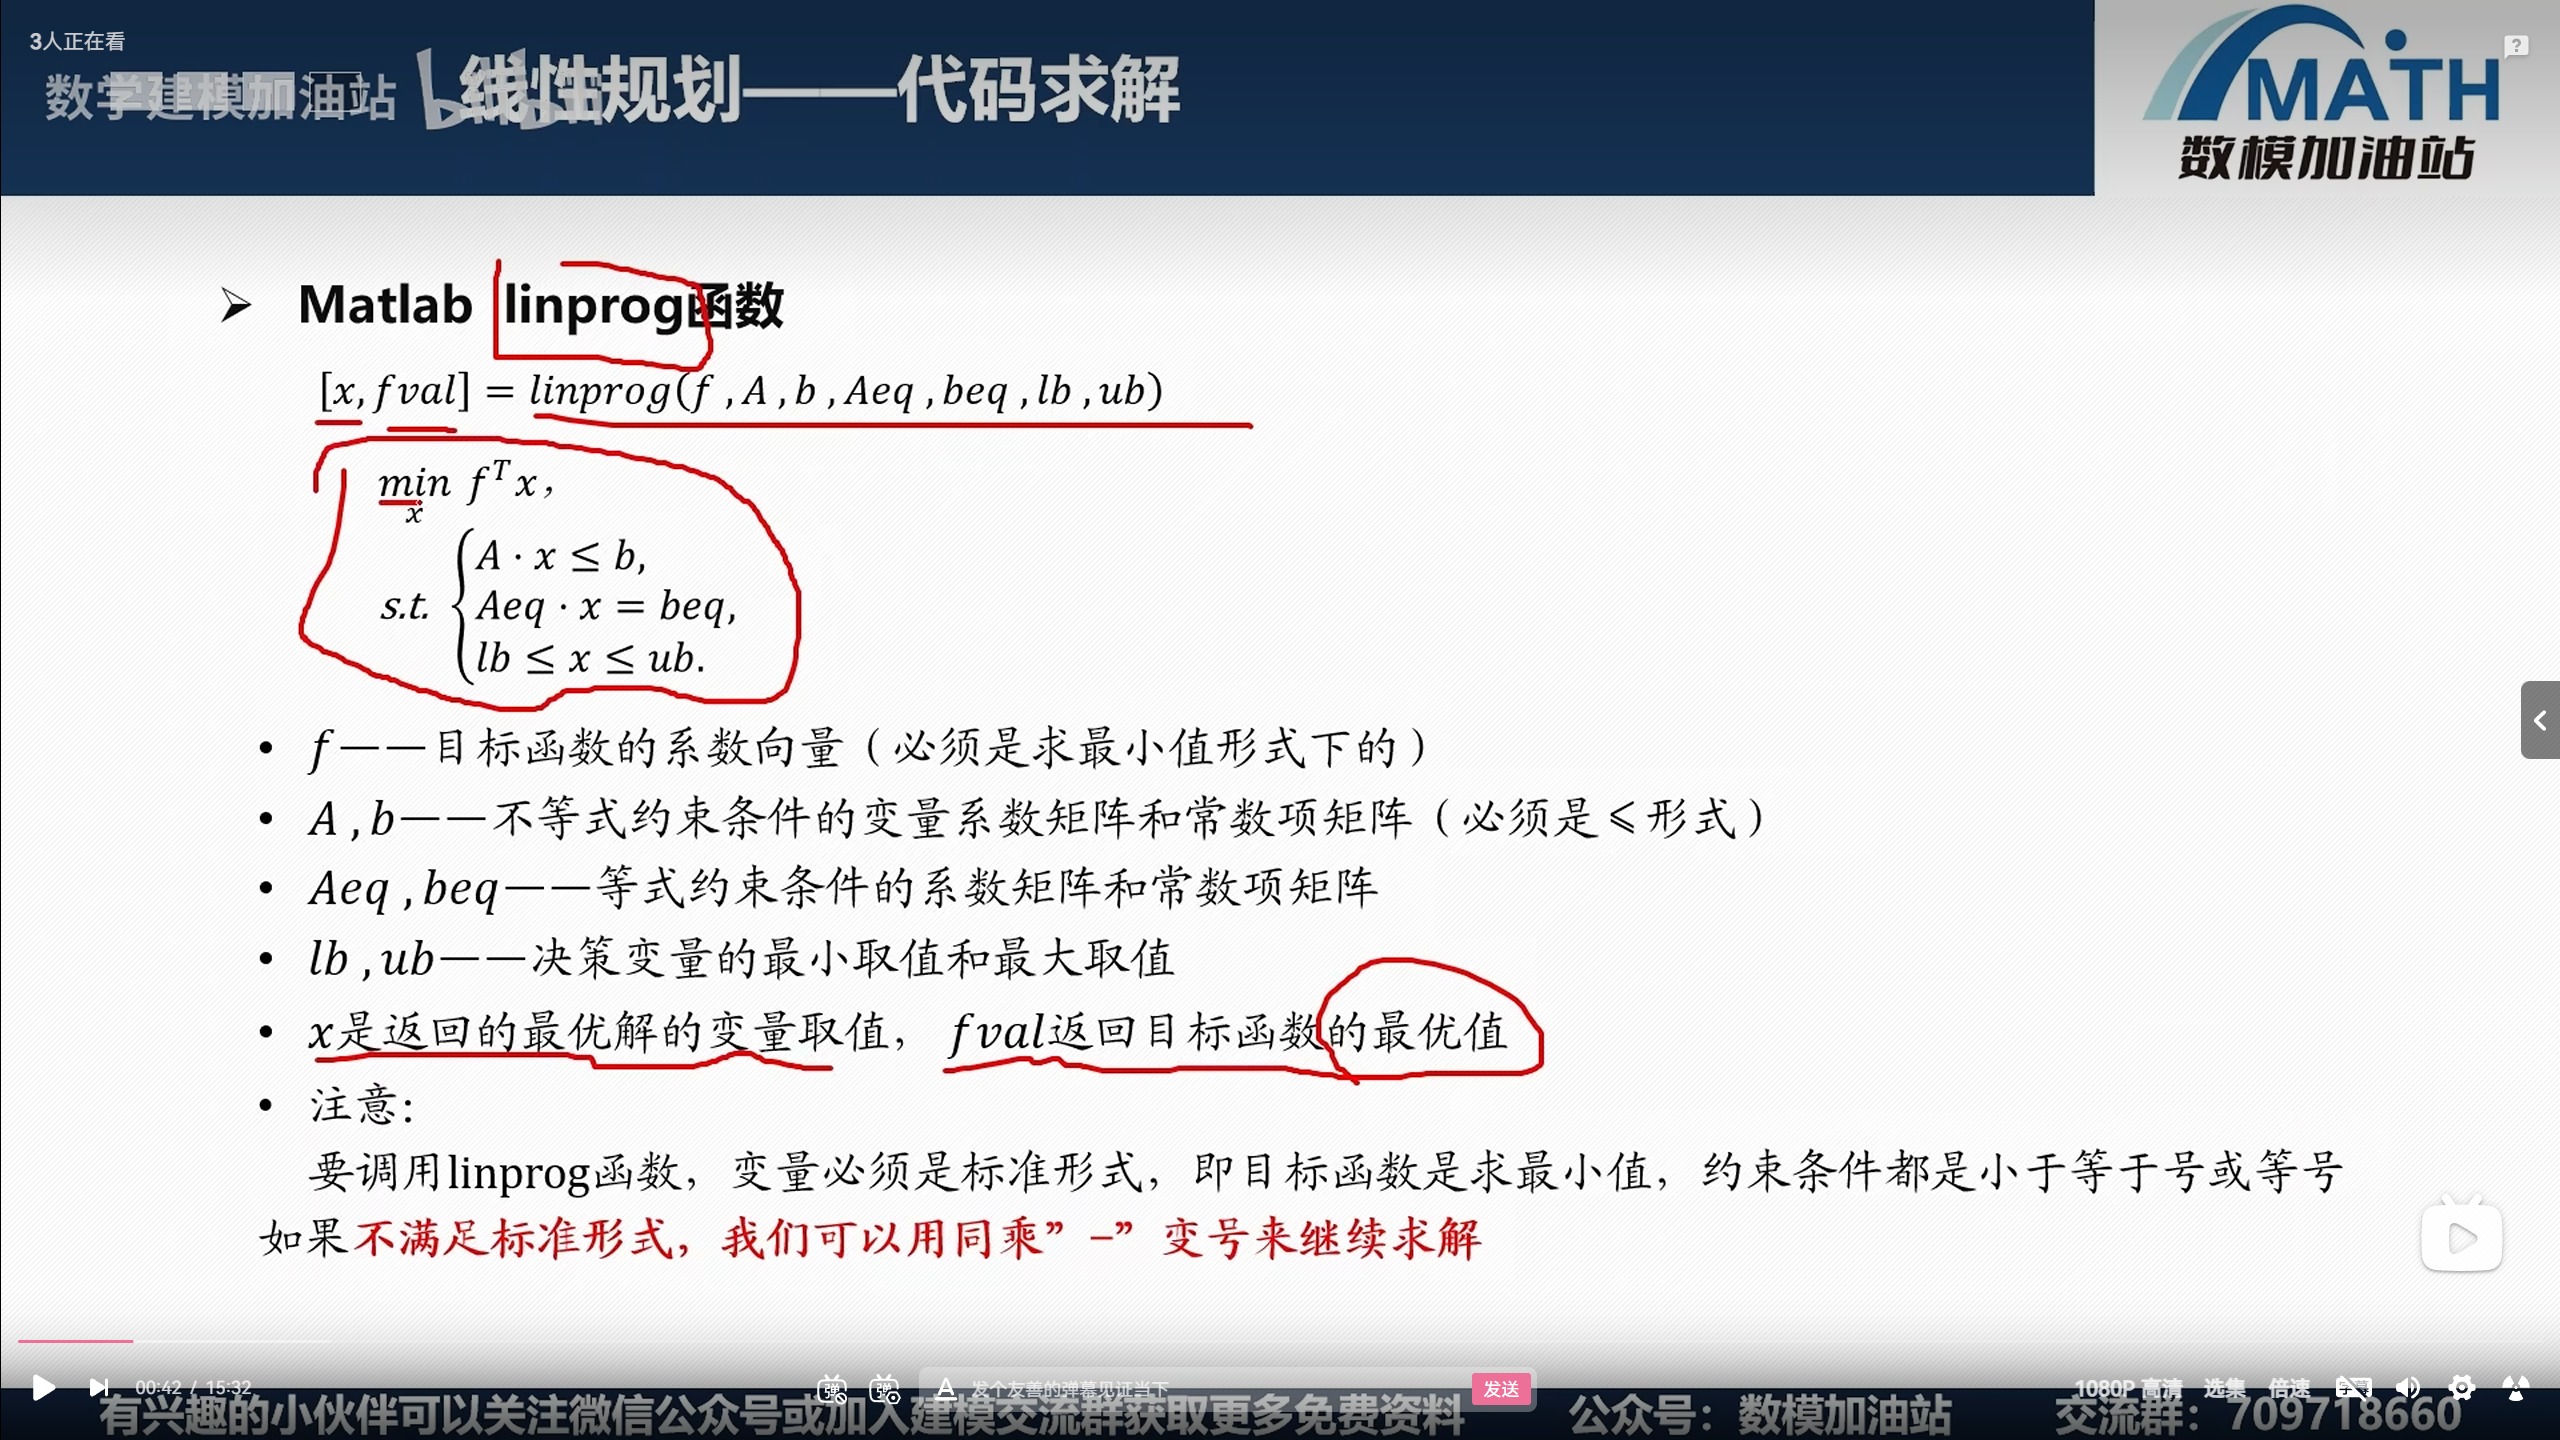 3人正在看
数学建模加油站
线性规划——代码求解
MATH
数模加油站
➢ Matlab linprog函数
[x, fval] = linprog(f ,A ,b ,Aeq ,beq ,lb ,ub)
min f^T x,
x
A · x ≤ b,
s.t. Aeq · x = beq,
lb ≤ x ≤ ub.
• f——目标函数的系数向量（必须是求最小值形式下的）
• A ,b——不等式约束条件的变量系数矩阵和常数项矩阵（必须是≤形式）
• Aeq ,beq——等式约束条件的系数矩阵和常数项矩阵
• lb ,ub——决策变量的最小取值和最大取值
• x是返回的最优解的变量取值， fval返回目标函数的最优值
• 注意：
要调用linprog函数，变量必须是标准形式，即目标函数是求最小值，约束条件都是小于等于号或等号
如果不满足标准形式，我们可以用同乘”−”变号来继续求解
00:42 / 15:32
弹 弹 A 发个友善的弹幕见证当下 发送
1080P 高清 选集 倍速 字幕
有兴趣的小伙伴可以关注微信公众号或加入建模交流群获取更多免费资料 公众号：数模加油站 交流群：709718660